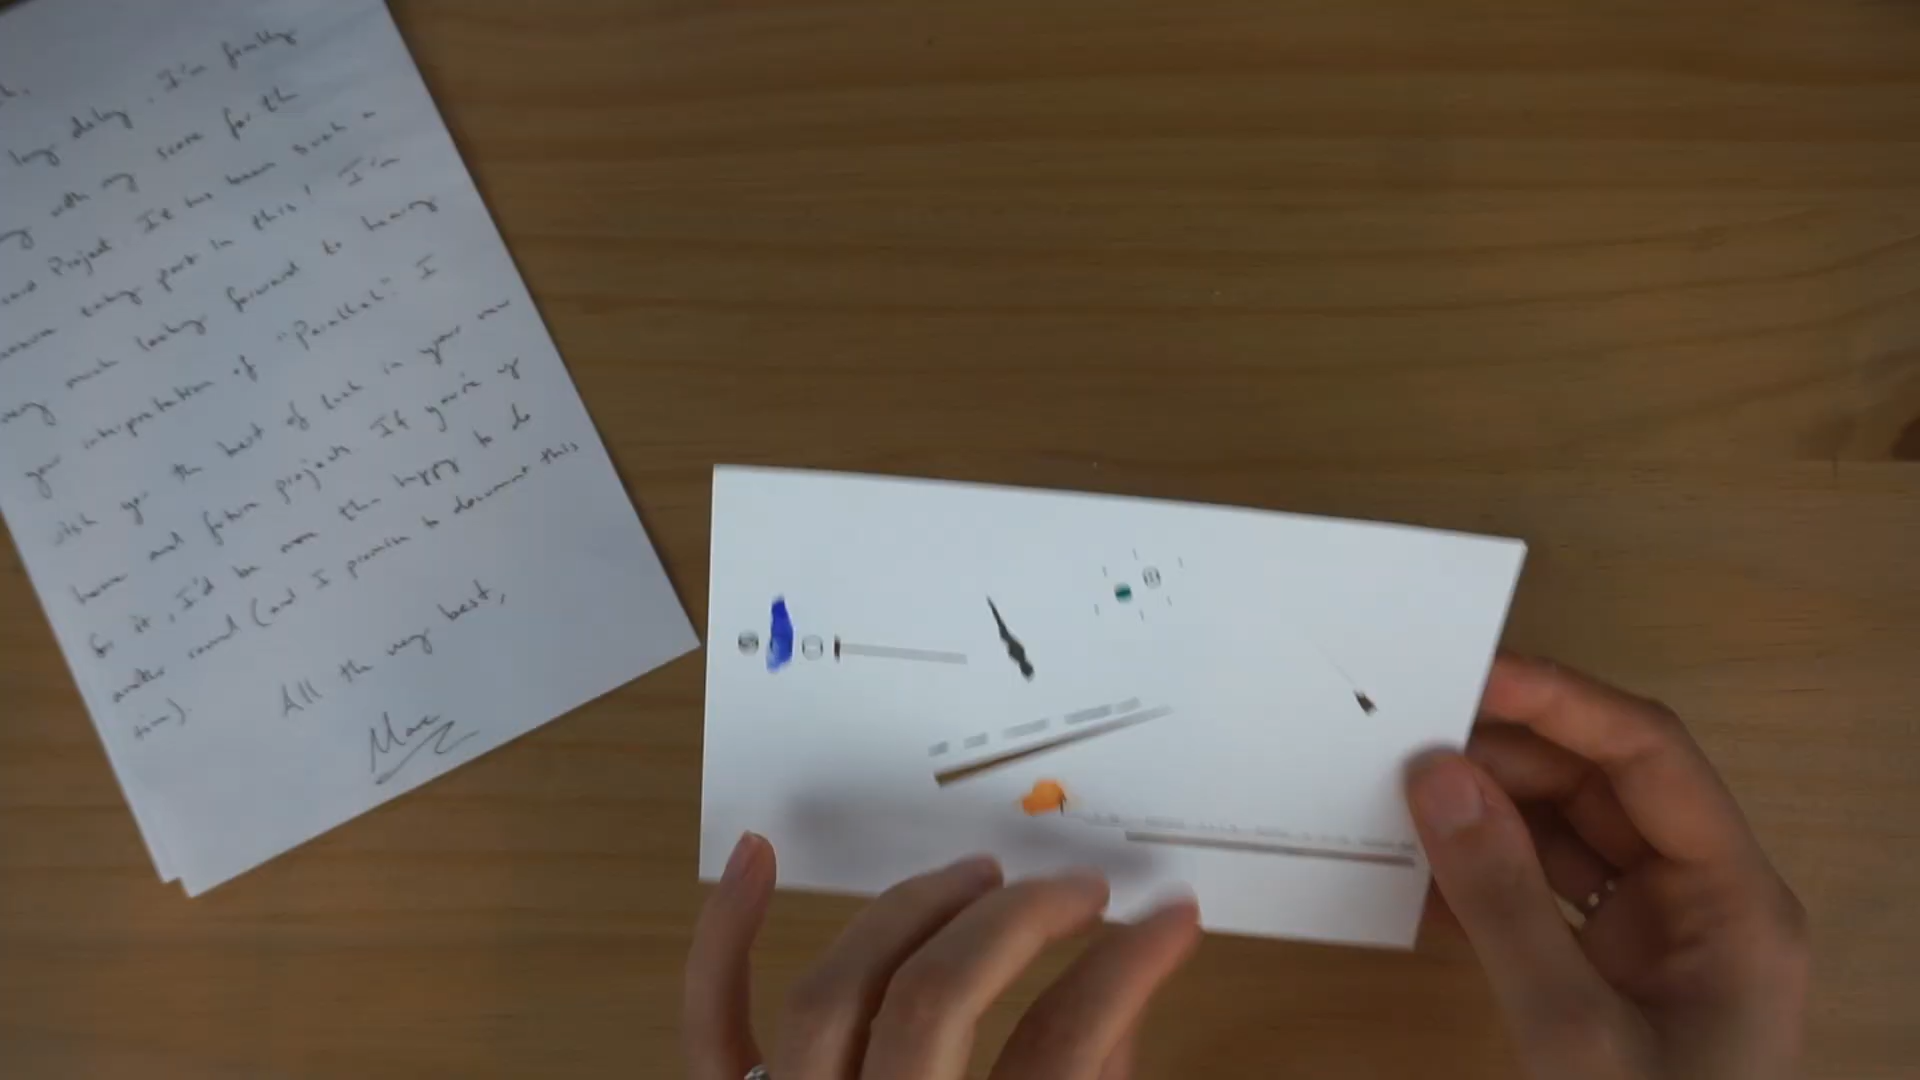 long delay, I'm finally
with my score for th
Project. It has been such a
taking part in this, I'm
very much looking forward to hearing
your interpretation of "Parallel". I
wish you the best of luck in your new
home and future projects. If you're up
for it, I'd be more than happy to do
another round (and I promise to document this
time).
All the very best,
Marc